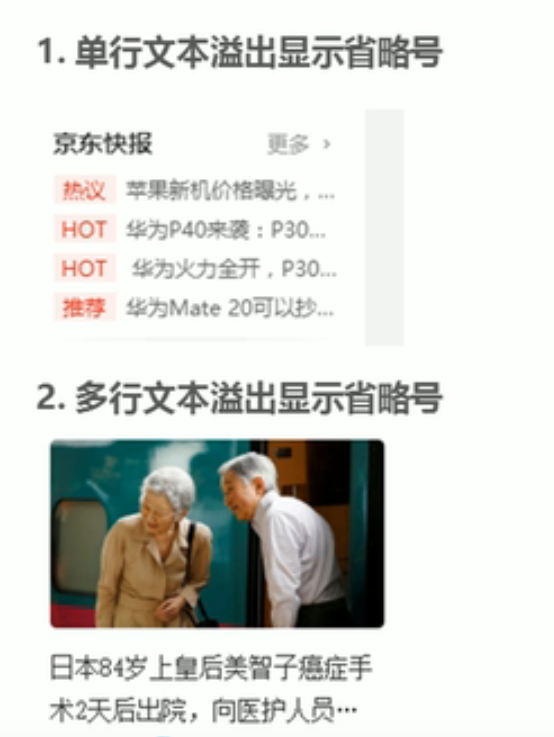 1. 单行文本溢出显示省略号
京东快报 更多 ›
热议 苹果新机价格曝光，...
HOT 华为P40来袭：P30...
HOT 华为火力全开，P30...
推荐 华为Mate 20可以抄...
2. 多行文本溢出显示省略号
日本84岁上皇后美智子癌症手
术2天后出院，向医护人员…